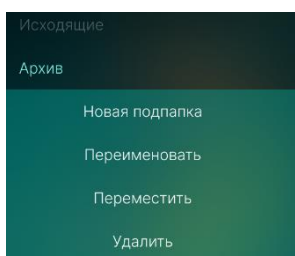 Исходящие
Архив
Новая подпапка
Переименовать
Переместить
Удалить